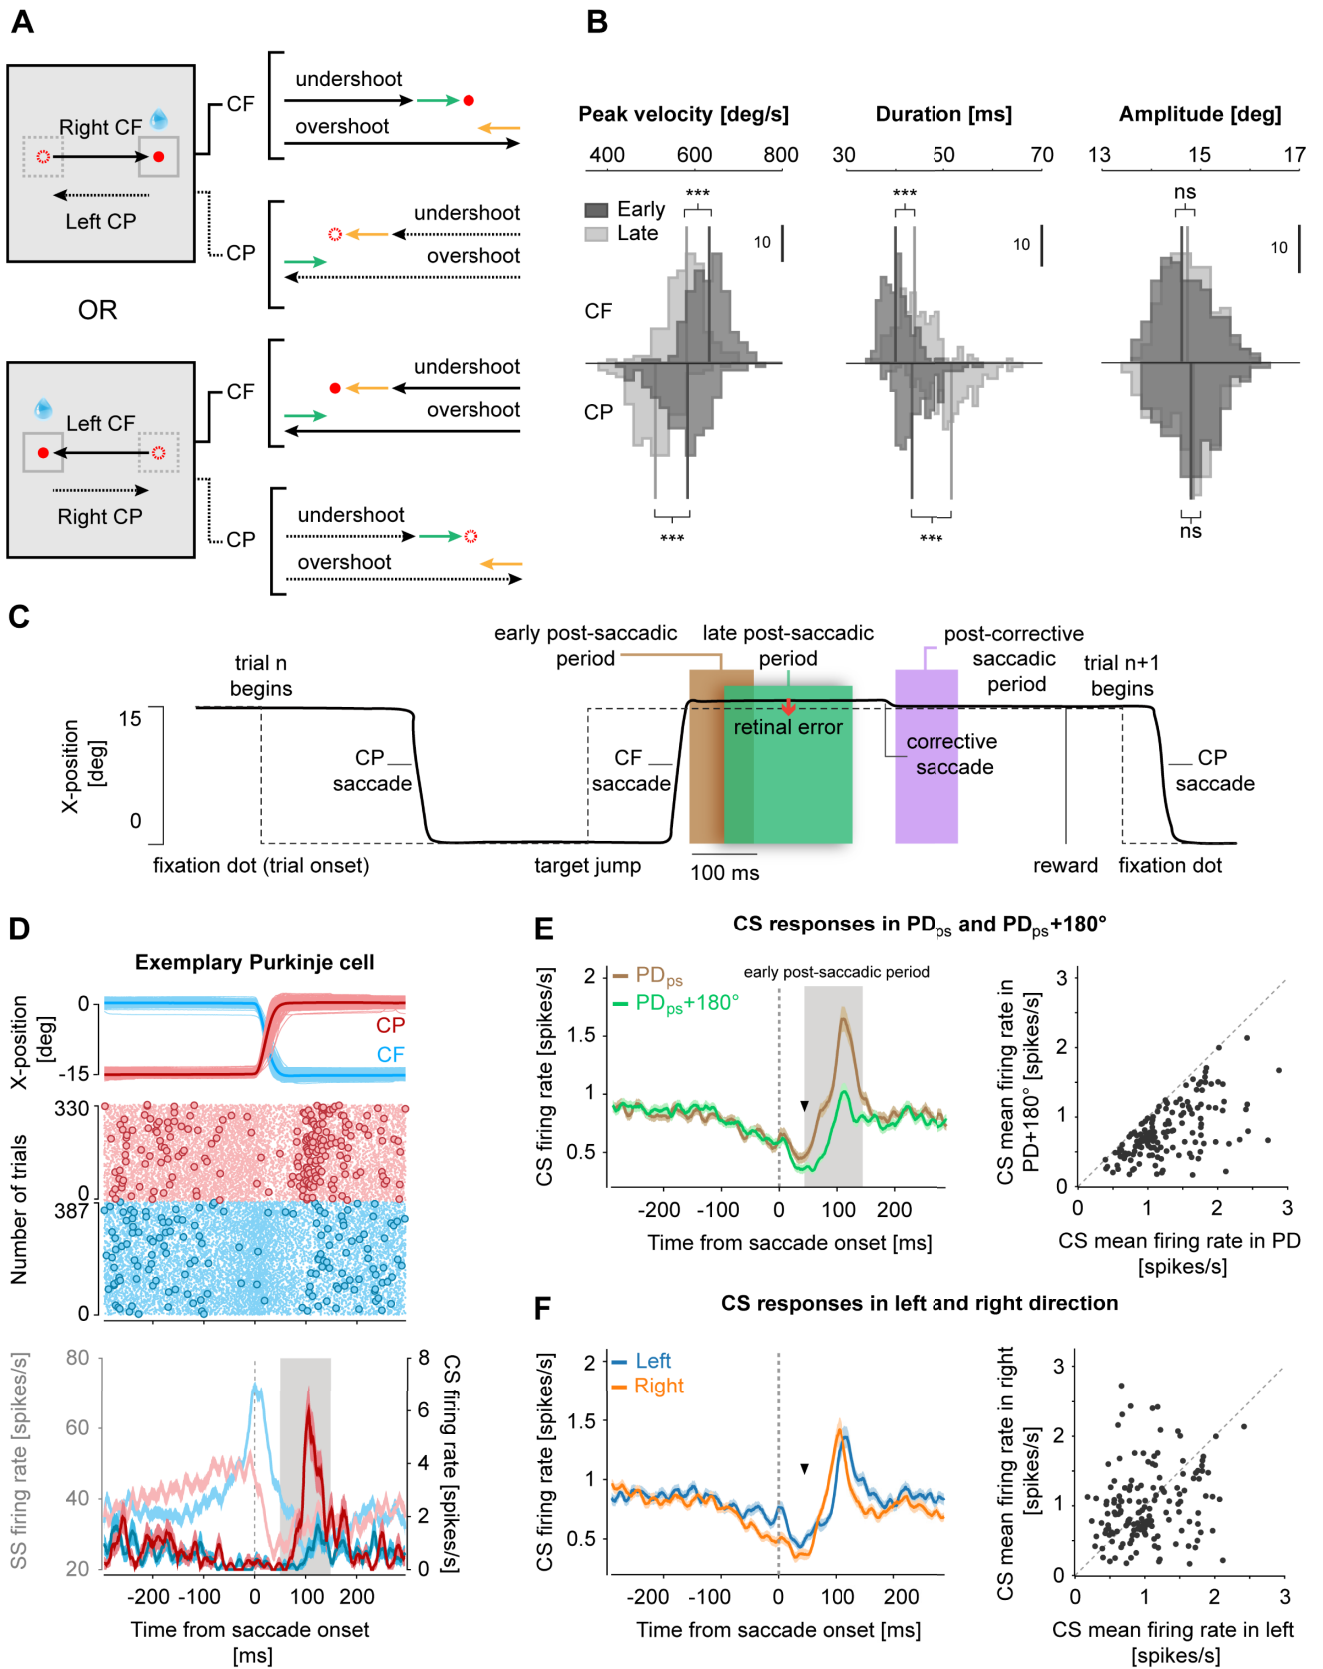 A
Right CF
Left CP
CF
undershoot
overshoot
CP
undershoot
overshoot
OR
Left CF
Right CP
CF
undershoot
overshoot
CP
undershoot
overshoot
B
Peak velocity [deg/s]
400 600 800
Duration [ms]
30 50 70
Amplitude [deg]
13 15 17
*** *** ns
Early
Late
10
10
10
CF
CP
*** *** ns
C
early post-saccadic
period
late post-saccadic
period
post-corrective
saccadic
period
trial n
begins
trial n+1
begins
15
X-position
[deg]
0
CP
saccade
CF
saccade
retinal error
corrective
saccade
CP
saccade
fixation dot (trial onset)
target jump
100 ms
reward
fixation dot
D
Exemplary Purkinje cell
X-position
[deg]
0
-15
CP
CF
Number of trials
330
0
387
0
SS firing rate [spikes/s]
80
60
40
20
CS firing rate [spikes/s]
8
6
4
2
0
-200 -100 0 100 200
Time from saccade onset
[ms]
E
CS responses in PDps and PDps+180°
CS firing rate [spikes/s]
2
1.5
1
0.5
PDps
PDps+180°
early post-saccadic period
-200 -100 0 100 200
Time from saccade onset [ms]
CS mean firing rate in
PD+180° [spikes/s]
3
2
1
0
0 1 2 3
CS mean firing rate in PD
[spikes/s]
F
CS responses in left and right direction
CS firing rate [spikes/s]
2
1.5
1
0.5
Left
Right
-200 -100 0 100 200
Time from saccade onset [ms]
CS mean firing rate in right
[spikes/s]
3
2
1
0
0 1 2 3
CS mean firing rate in left
[spikes/s]